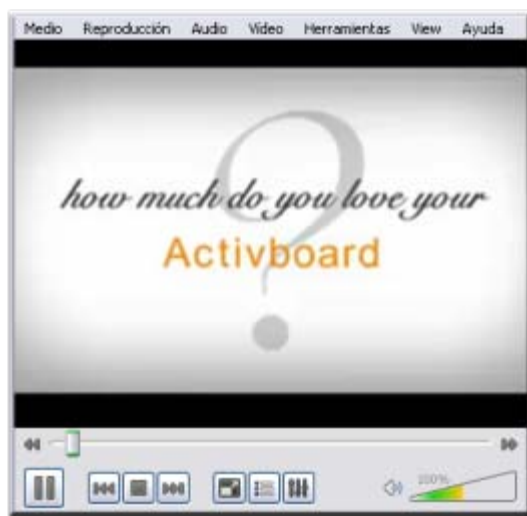 Medio Reproducción Audio Video Herramientas View Ayuda
?
how much do you love your
Activboard
100%